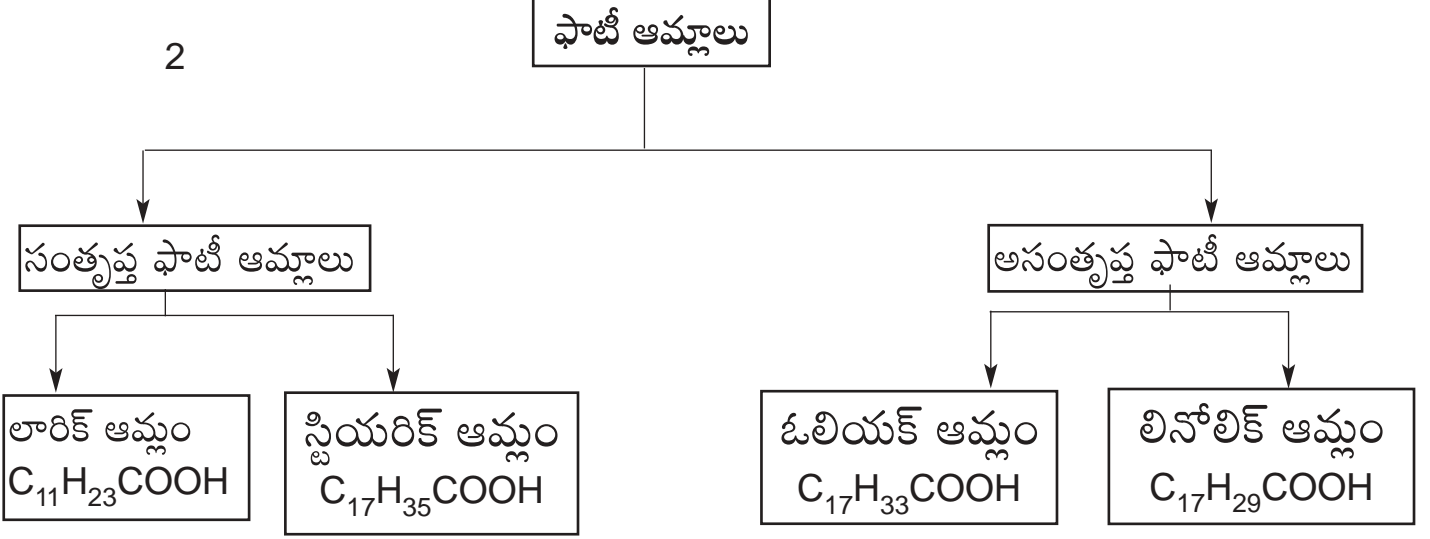 2
ఫాటీ ఆమ్లాలు
సంతృప్త ఫాటీ ఆమ్లాలు
అసంతృప్త ఫాటీ ఆమ్లాలు
లారిక్ ఆమ్లం
C₁₁H₂₃COOH
స్టియరిక్ ఆమ్లం
C₁₇H₃₅COOH
ఓలియక్ ఆమ్లం
C₁₇H₃₃COOH
లినోలిక్ ఆమ్లం
C₁₇H₂₉COOH